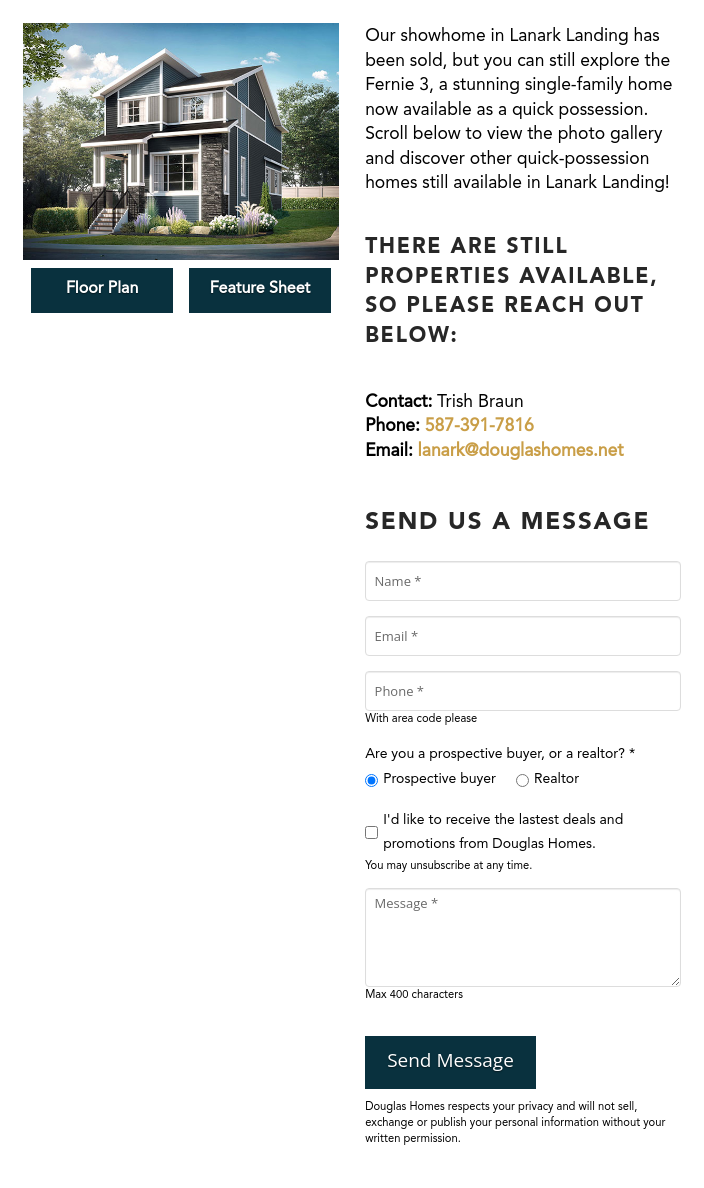 Floor Plan
Feature Sheet
Our showhome in Lanark Landing has
been sold, but you can still explore the
Fernie 3, a stunning single-family home
now available as a quick possession.
Scroll below to view the photo gallery
and discover other quick-possession
homes still available in Lanark Landing!
THERE ARE STILL
PROPERTIES AVAILABLE,
SO PLEASE REACH OUT
BELOW:
Contact: Trish Braun
Phone: 587-391-7816
Email: lanark@douglashomes.net
SEND US A MESSAGE
Name *
Email *
Phone *
With area code please
Are you a prospective buyer, or a realtor? *
Prospective buyer Realtor
I'd like to receive the lastest deals and
promotions from Douglas Homes.
You may unsubscribe at any time.
Message *
Max 400 characters
Send Message
Douglas Homes respects your privacy and will not sell,
exchange or publish your personal information without your
written permission.